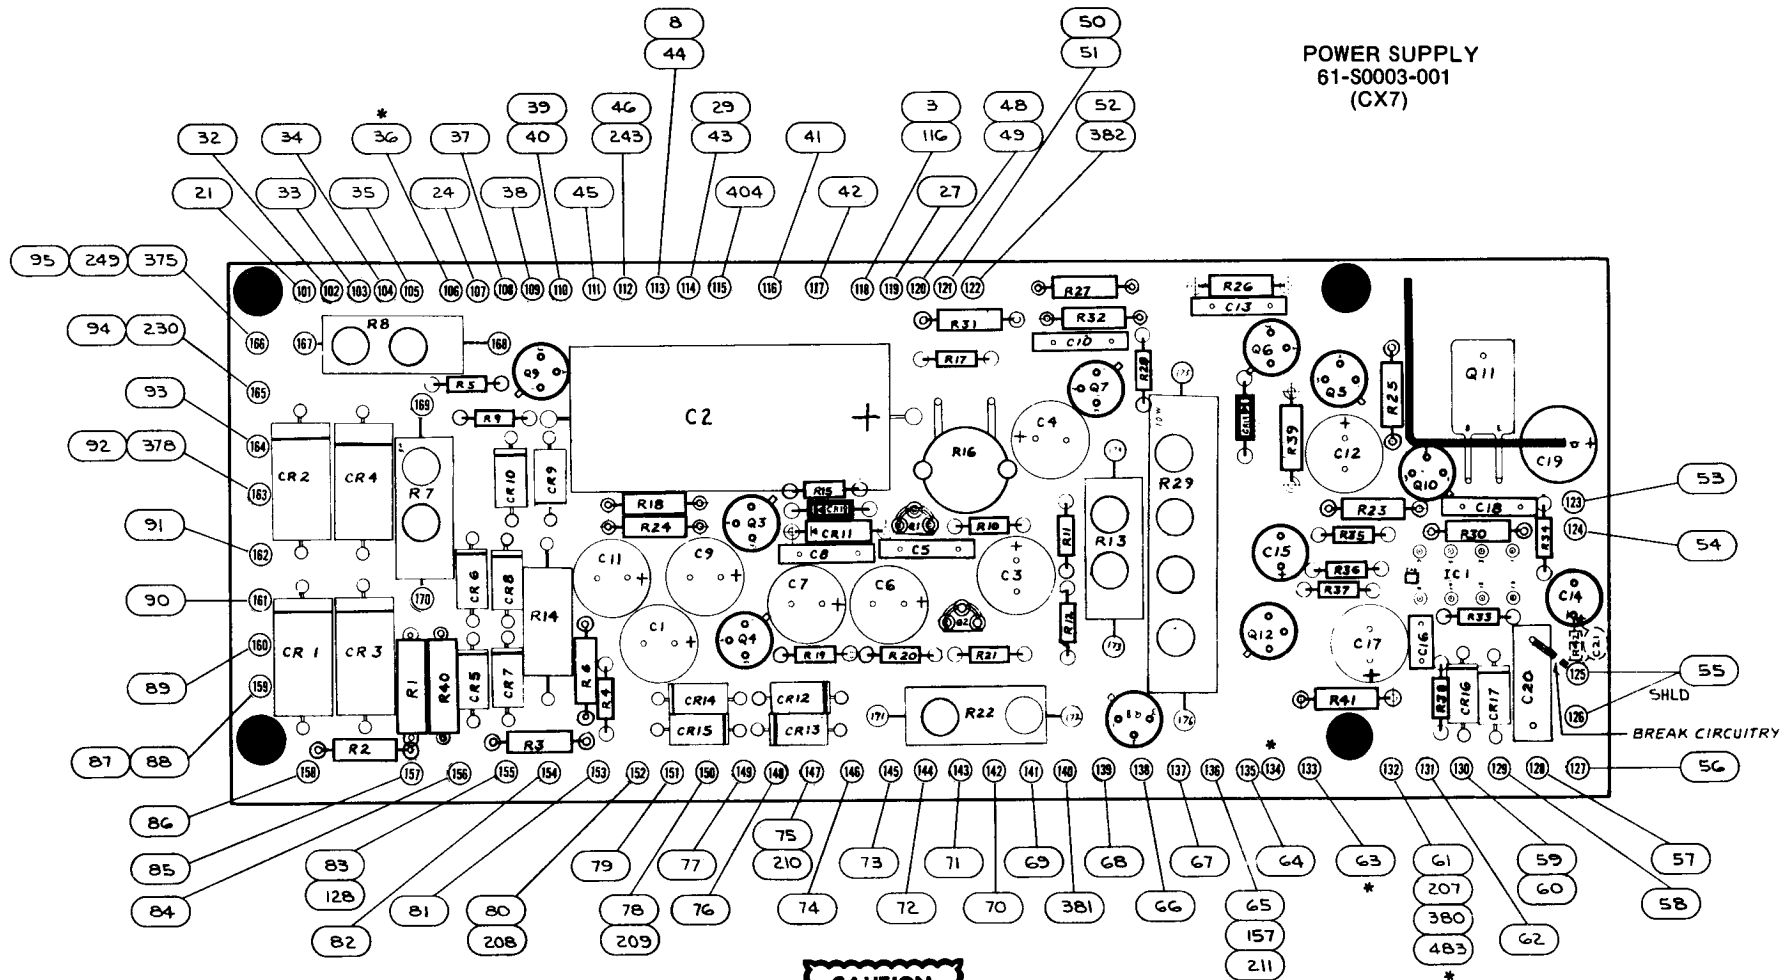 POWER SUPPLY
61-S0003-001
(CX7)
8
44
50
51
*
39
40
46
243
29
43
3
116
48
49
52
382
32
34
36
37
41
21
33
35
24
38
45
404
42
27
95 249 375
94 230
93
92 378
91
90
89
87 88
86
85
84
101 102 103 104 105 106 107 108 109 110 111 112 113 114 115 116 117 118 119 120 121 122
R27
R26
C13
R8
R31
R32
C10
166
167
168
Q6
Q9
R17
R28
Q5
Q11
165
R5
Q7
175
R25
169
R9
C2
+
C4
+
10W
R39
C12
+
C19
+
164
CR2
CR4
R7
CR10
CR9
R16
174
R29
Q10
163
R15
R18
R24
Q3
CR11
Q1
R10
R11
R13
R23
C18
123
53
124
54
162
C8
C5
C15
+
R35
R30
R34
IC1
C11
+
C9
+
C7
+
C6
+
C3
+
R36
R37
C14
CR6
CR8
R14
161
170
C1
+
Q4
Q2
R12
Q12
C17
+
C16
R33
160
CR1
CR3
R1
R40
CR5
CR7
R6
R4
R19
R20
R21
173
C20
C21
125
55
SHLD
126
159
CR14
CR12
CR15
CR13
171
R22
172
Q8
176
R41
R38
CR16
CR17
BREAK CIRCUITRY
R2
R3
158 157 156 155 154 153 152 151 150 149 148 147 146 145 144 143 142 141 140 139 138 137 136 135 134 133 132 131 130 129 128 127
*
56
83
128
82
81
80
208
79
78
209
77
76
75
210
74
73
72
71
70
69
381
68
66
67
65
157
211
64
63
*
61
207
380
483
*
62
59
60
57
58
CAUTION